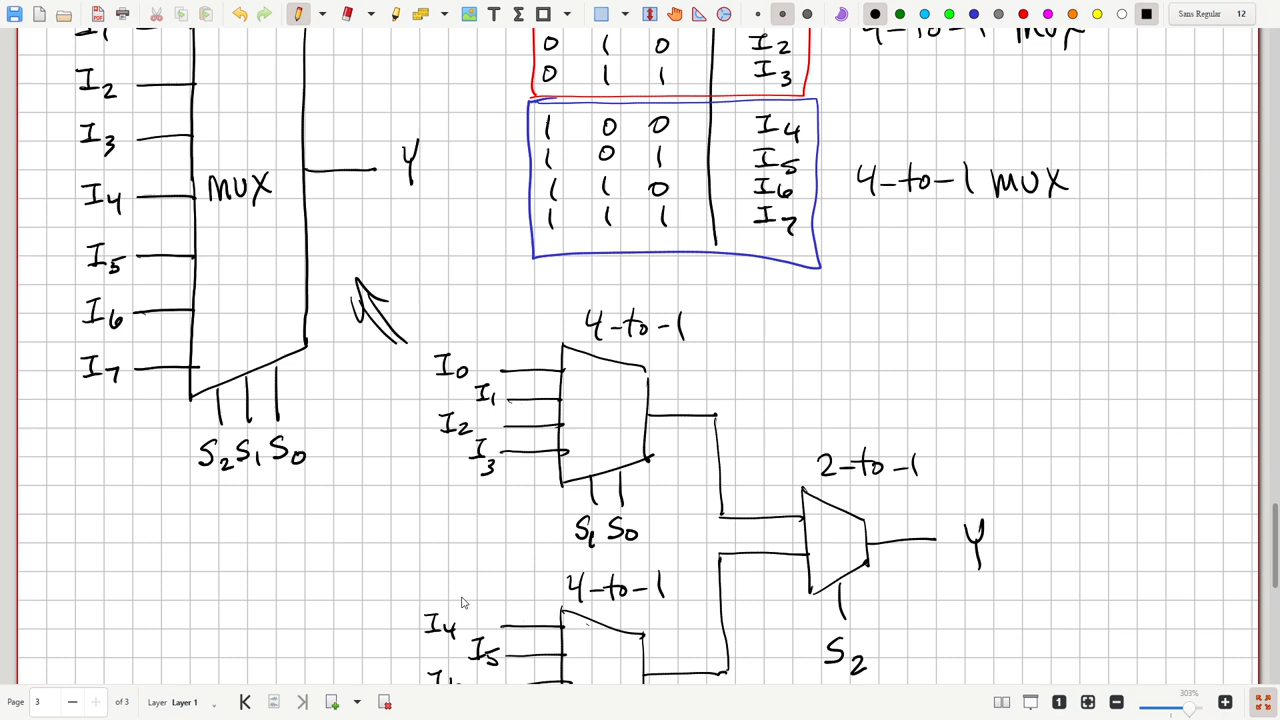 Sans Regular 12
I1
I2
I3
I4
I5
I6
I7
MUX
Y
S2 S1 S0
0 1 0 I2
0 1 1 I3
1 0 0 I4
1 0 1 I5
1 1 0 I6
1 1 1 I7
4-to-1 MUX
4-to-1 MUX
4-to-1
I0
I1
I2
I3
S1 S0
2-to-1
Y
S2
4-to-1
I4
I5
Page 3 of 3 Layer Layer 1 303%